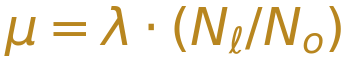 μ = λ · (Nℓ/No)